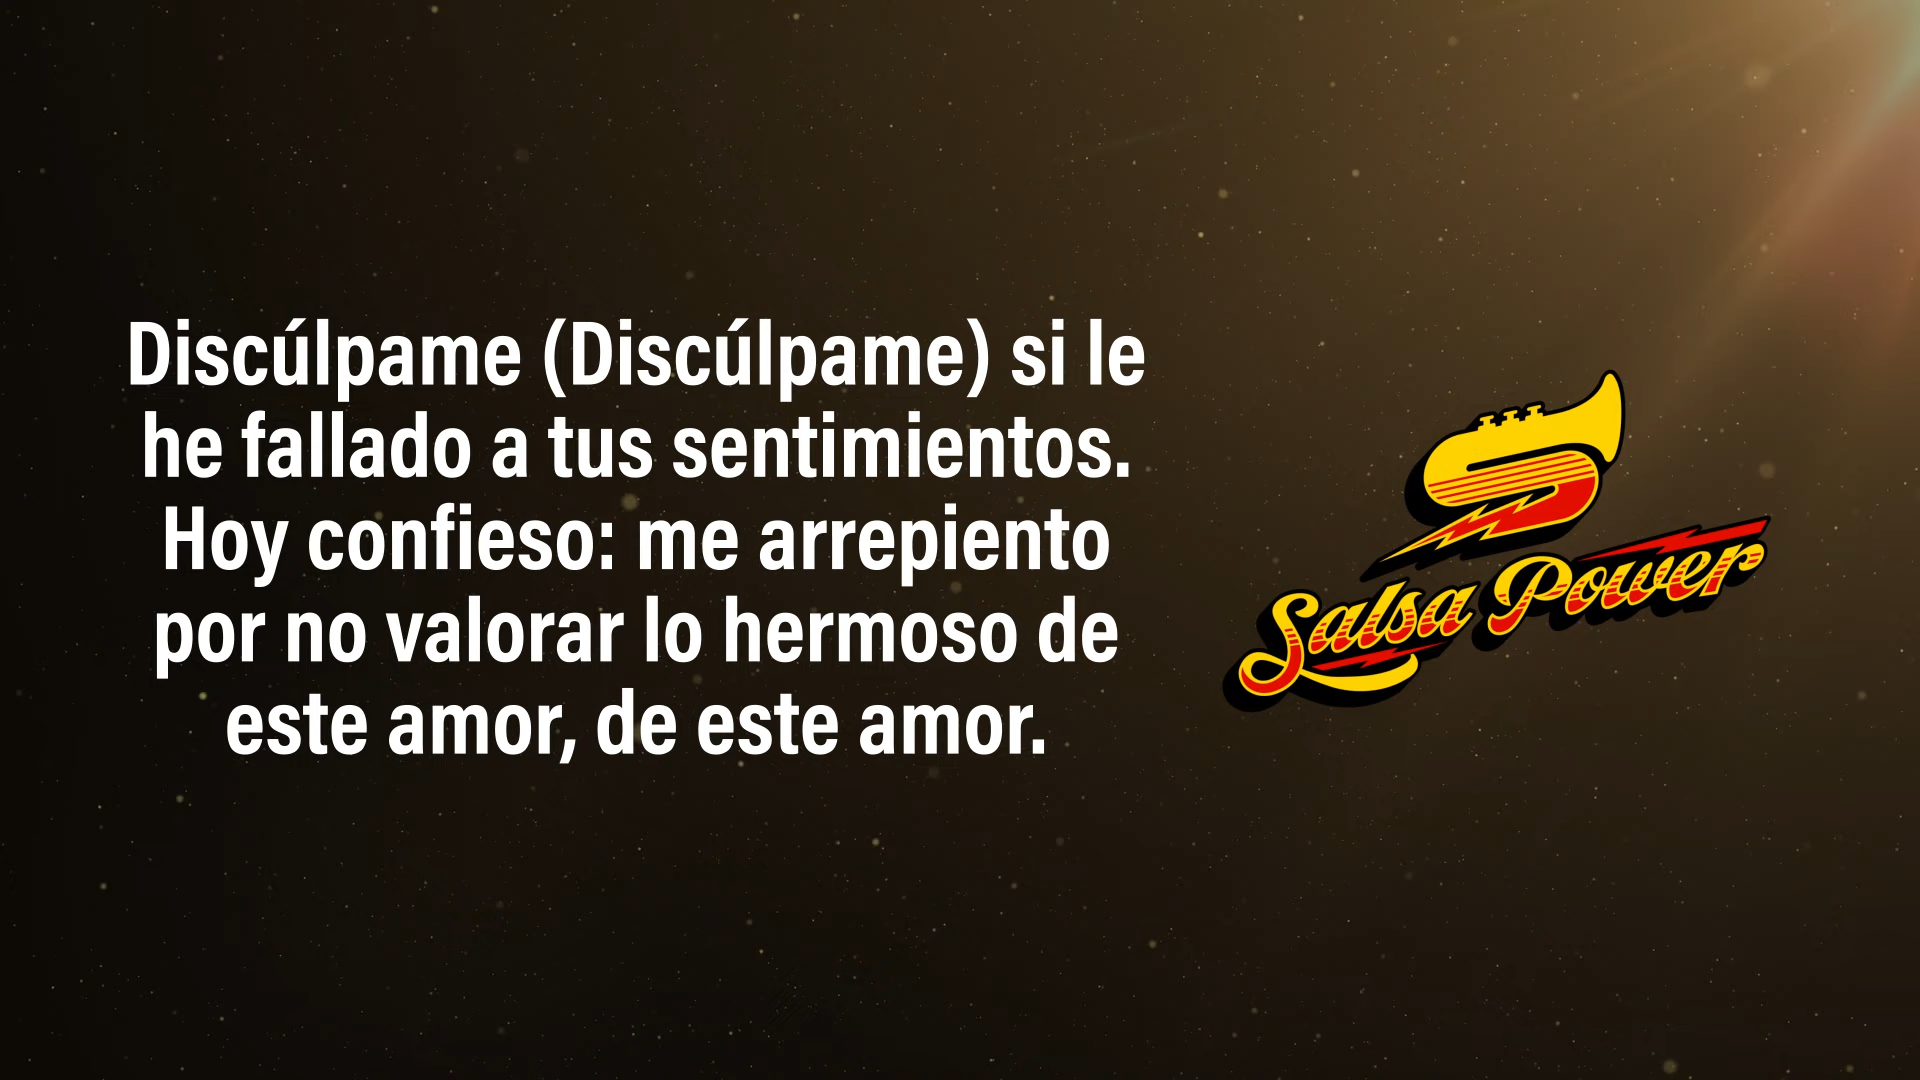 Discúlpame (Discúlpame) si le
he fallado a tus sentimientos.
Hoy confieso: me arrepiento
por no valorar lo hermoso de
este amor, de este amor.
Salsa Power